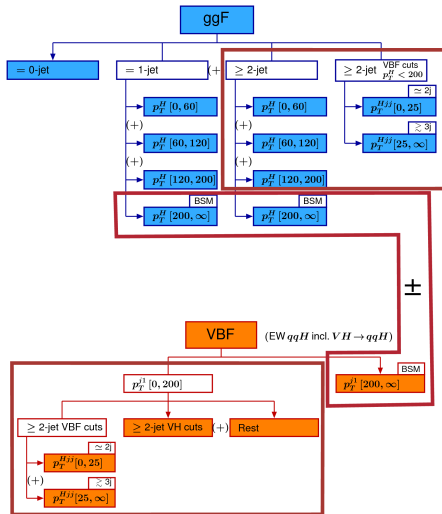 ggF
= 0-jet
= 1-jet
(+)
≥ 2-jet
≥ 2-jet VBF cuts p_T^H < 200
≃ 2j
p_T^H [0, 60]
p_T^H [0, 60]
p_T^{Hjj} [0, 25]
(+)
(+)
≳ 3j
p_T^H [60, 120]
p_T^H [60, 120]
p_T^{Hjj} [25, ∞]
(+)
(+)
p_T^H [120, 200]
p_T^H [120, 200]
BSM
BSM
p_T^H [200, ∞]
p_T^H [200, ∞]
±
VBF
(EW qqH incl. VH → qqH)
BSM
p_T^{j1} [0, 200]
p_T^{j1} [200, ∞]
≥ 2-jet VBF cuts
≥ 2-jet VH cuts
(+)
Rest
≃ 2j
p_T^{Hjj} [0, 25]
(+)
≳ 3j
p_T^{Hjj} [25, ∞]